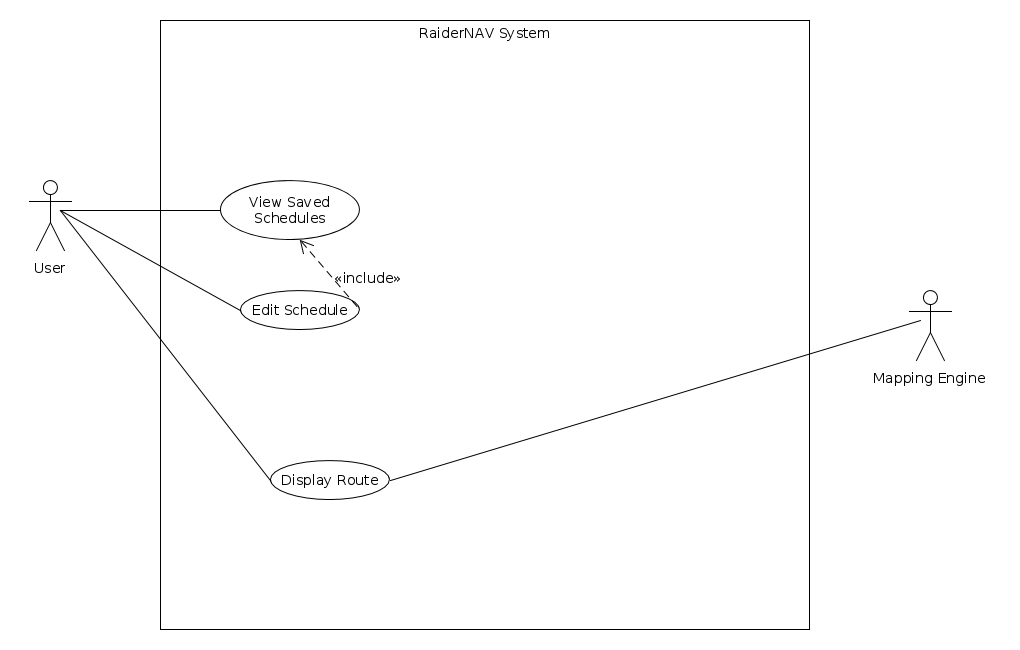 RaiderNAV System
View Saved
Schedules
User
«include»
Edit Schedule
Mapping Engine
Display Route